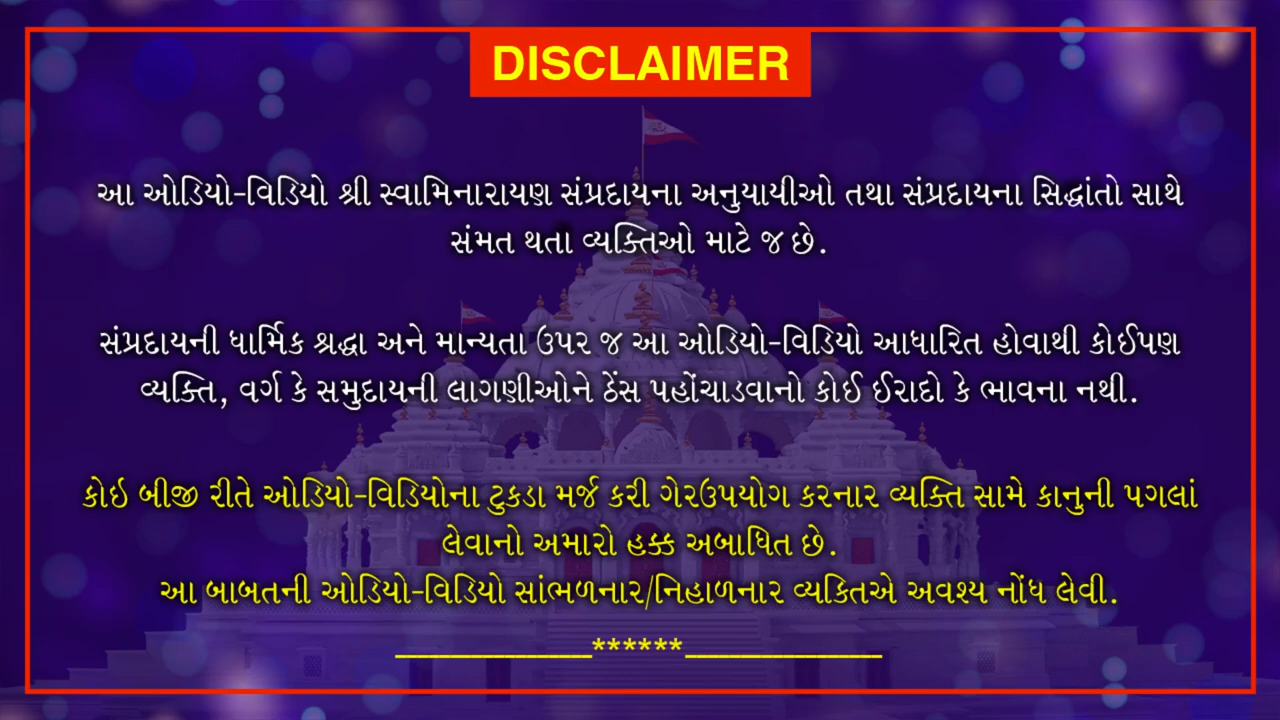 DISCLAIMER
આ ઓડિયો-વિડિયો શ્રી સ્વામિનારાયણ સંપ્રદાયના અનુયાયીઓ તથા સંપ્રદાયના સિદ્ધાંતો સાથે
સંમત થતા વ્યક્તિઓ માટે જ છે.
સંપ્રદાયની ધાર્મિક શ્રદ્ધા અને માન્યતા ઉપર જ આ ઓડિયો-વિડિયો આધારિત હોવાથી કોઈપણ
વ્યક્તિ, વર્ગ કે સમુદાયની લાગણીઓને ઠેંસ પહોંચાડવાનો કોઈ ઈરાદો કે ભાવના નથી.
કોઇ બીજી રીતે ઓડિયો-વિડિયોના ટુકડા મર્જ કરી ગેરઉપયોગ કરનાર વ્યક્તિ સામે કાનુની પગલાં
લેવાનો અમારો હક્ક અબાધિત છે.
આ બાબતની ઓડિયો-વિડિયો સાંભળનાર/નિહાળનાર વ્યકિતએ અવશ્ય નોંધ લેવી.
________________******________________